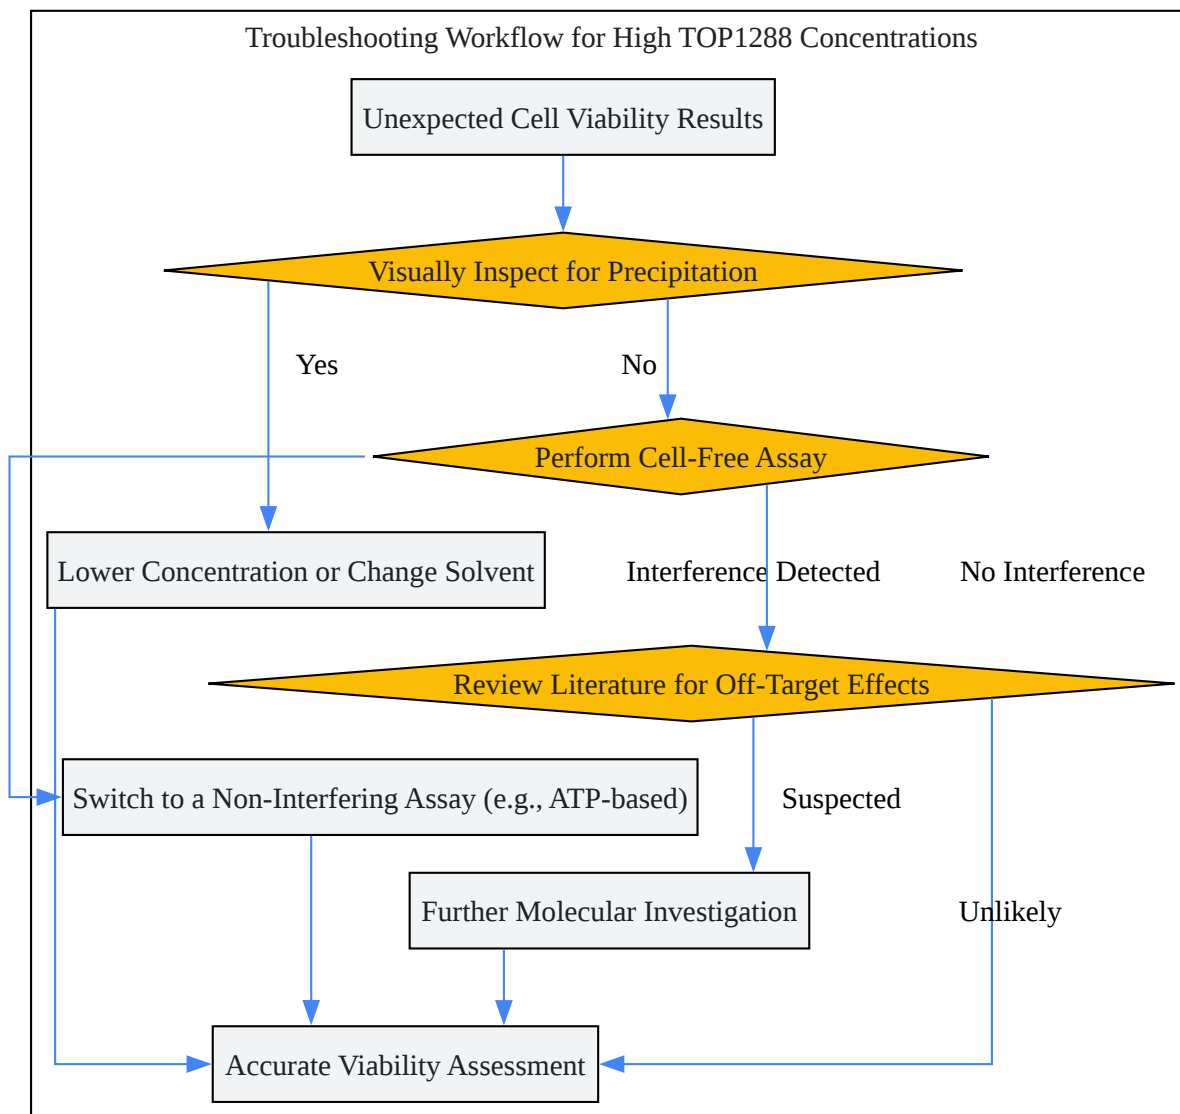 Troubleshooting Workflow for High TOP1288 Concentrations
Unexpected Cell Viability Results
Visually Inspect for Precipitation
Yes
No
Perform Cell-Free Assay
Lower Concentration or Change Solvent
Interference Detected
No Interference
Review Literature for Off-Target Effects
Switch to a Non-Interfering Assay (e.g., ATP-based)
Suspected
Further Molecular Investigation
Unlikely
Accurate Viability Assessment